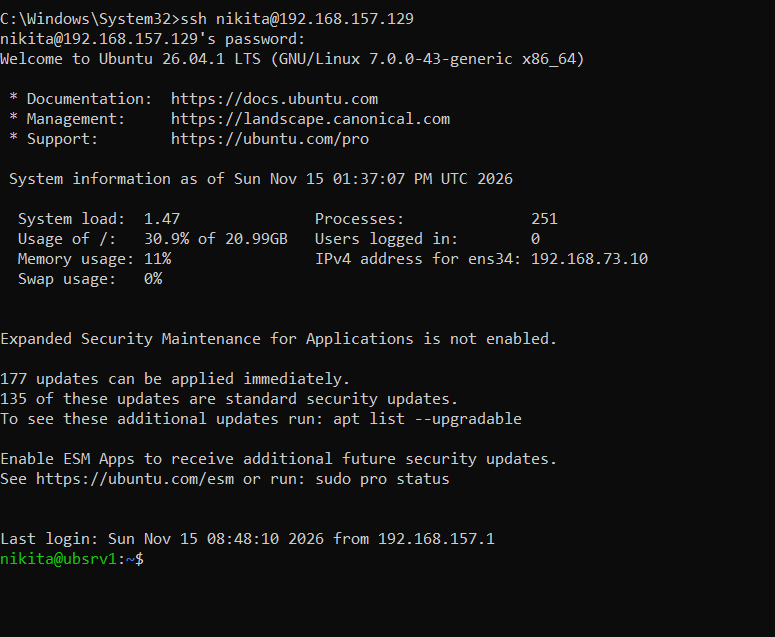 C:\Windows\System32>ssh nikita@192.168.157.129
nikita@192.168.157.129's password:
Welcome to Ubuntu 26.04.1 LTS (GNU/Linux 7.0.0-43-generic x86_64)
* Documentation:  https://docs.ubuntu.com
* Management:     https://landscape.canonical.com
* Support:        https://ubuntu.com/pro
System information as of Sun Nov 15 01:37:07 PM UTC 2026
System load:  1.47               Processes:              251
Usage of /:   30.9% of 20.99GB   Users logged in:        0
Memory usage: 11%                IPv4 address for ens34: 192.168.73.10
Swap usage:   0%
Expanded Security Maintenance for Applications is not enabled.
177 updates can be applied immediately.
135 of these updates are standard security updates.
To see these additional updates run: apt list --upgradable
Enable ESM Apps to receive additional future security updates.
See https://ubuntu.com/esm or run: sudo pro status
Last login: Sun Nov 15 08:48:10 2026 from 192.168.157.1
nikita@ubsrv1:~$